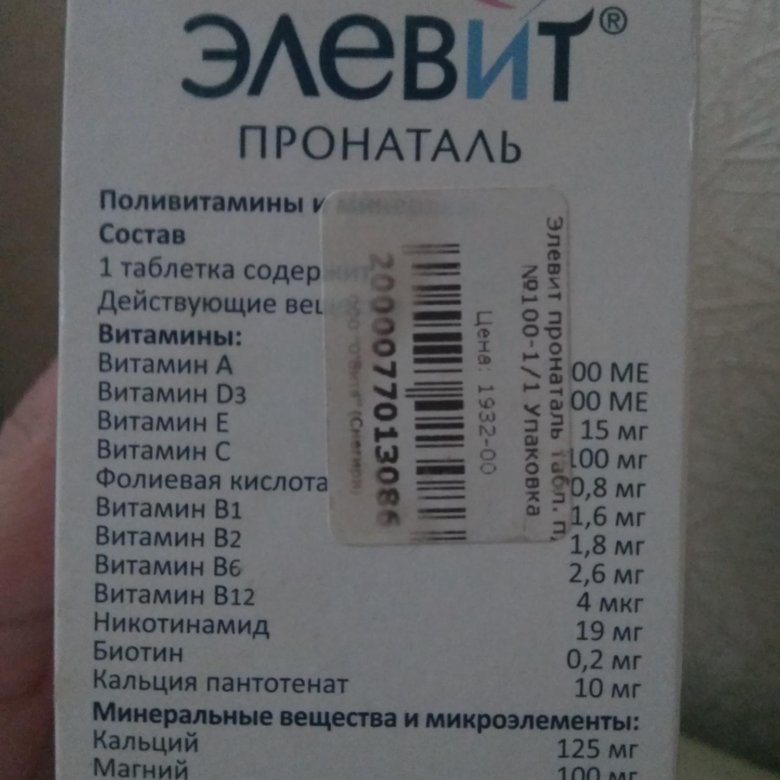 ЭЛЕВИТ®
ПРОНАТАЛЬ
Поливитамины и
Состав
1 таблетка содержит
Действующие вещ
Витамины:
Витамин А 00 МЕ
Витамин D3 00 МЕ
Витамин Е 15 мг
Витамин С 100 мг
Фолиевая кислота 0,8 мг
Витамин В1 1,6 мг
Витамин В2 1,8 мг
Витамин В6 2,6 мг
Витамин В12 4 мкг
Никотинамид 19 мг
Биотин 0,2 мг
Кальция пантотенат 10 мг
Минеральные вещества и микроэлементы:
Кальций 125 мг
Магний 100 мг
Элевит пронаталь табл. п.
№100-1/1 Упаковка
Цена: 1932-00
2000077013086